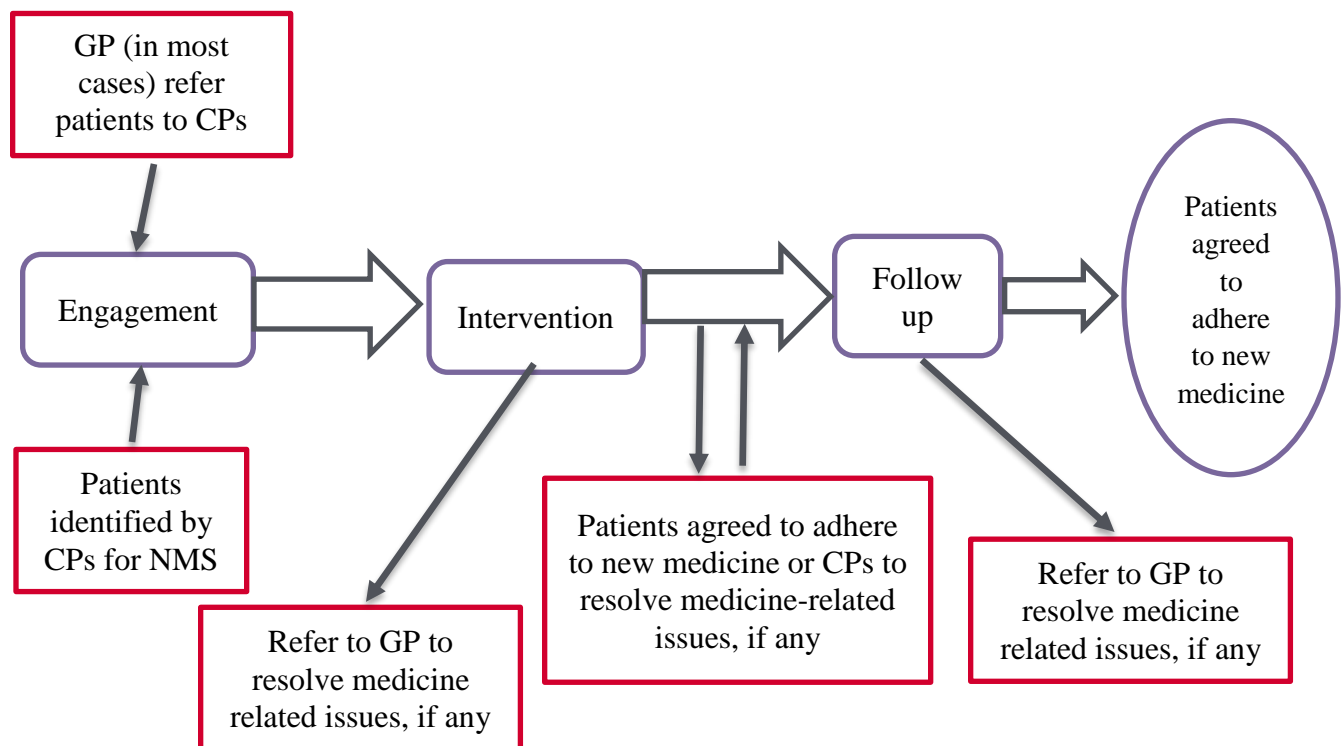 GP (in most
cases) refer
patients to CPs
Engagement
Intervention
Follow
up
Patients
agreed
to
adhere
to new
medicine
Patients
identified by
CPs for NMS
Refer to GP to
resolve medicine
related issues, if any
Patients agreed to adhere
to new medicine or CPs to
resolve medicine-related
issues, if any
Refer to GP to
resolve medicine
related issues, if any